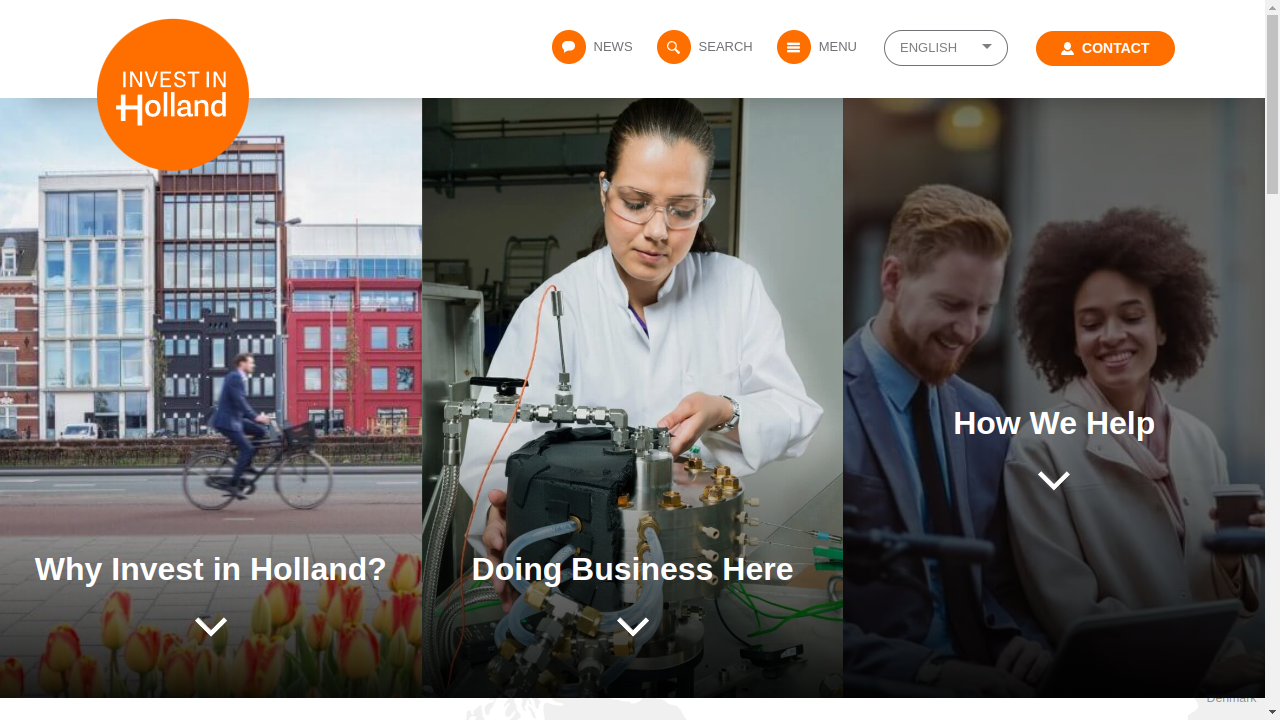 INVEST IN
Holland
NEWS
SEARCH
MENU
ENGLISH
CONTACT
How We Help
Why Invest in Holland?
Doing Business Here
Denmark